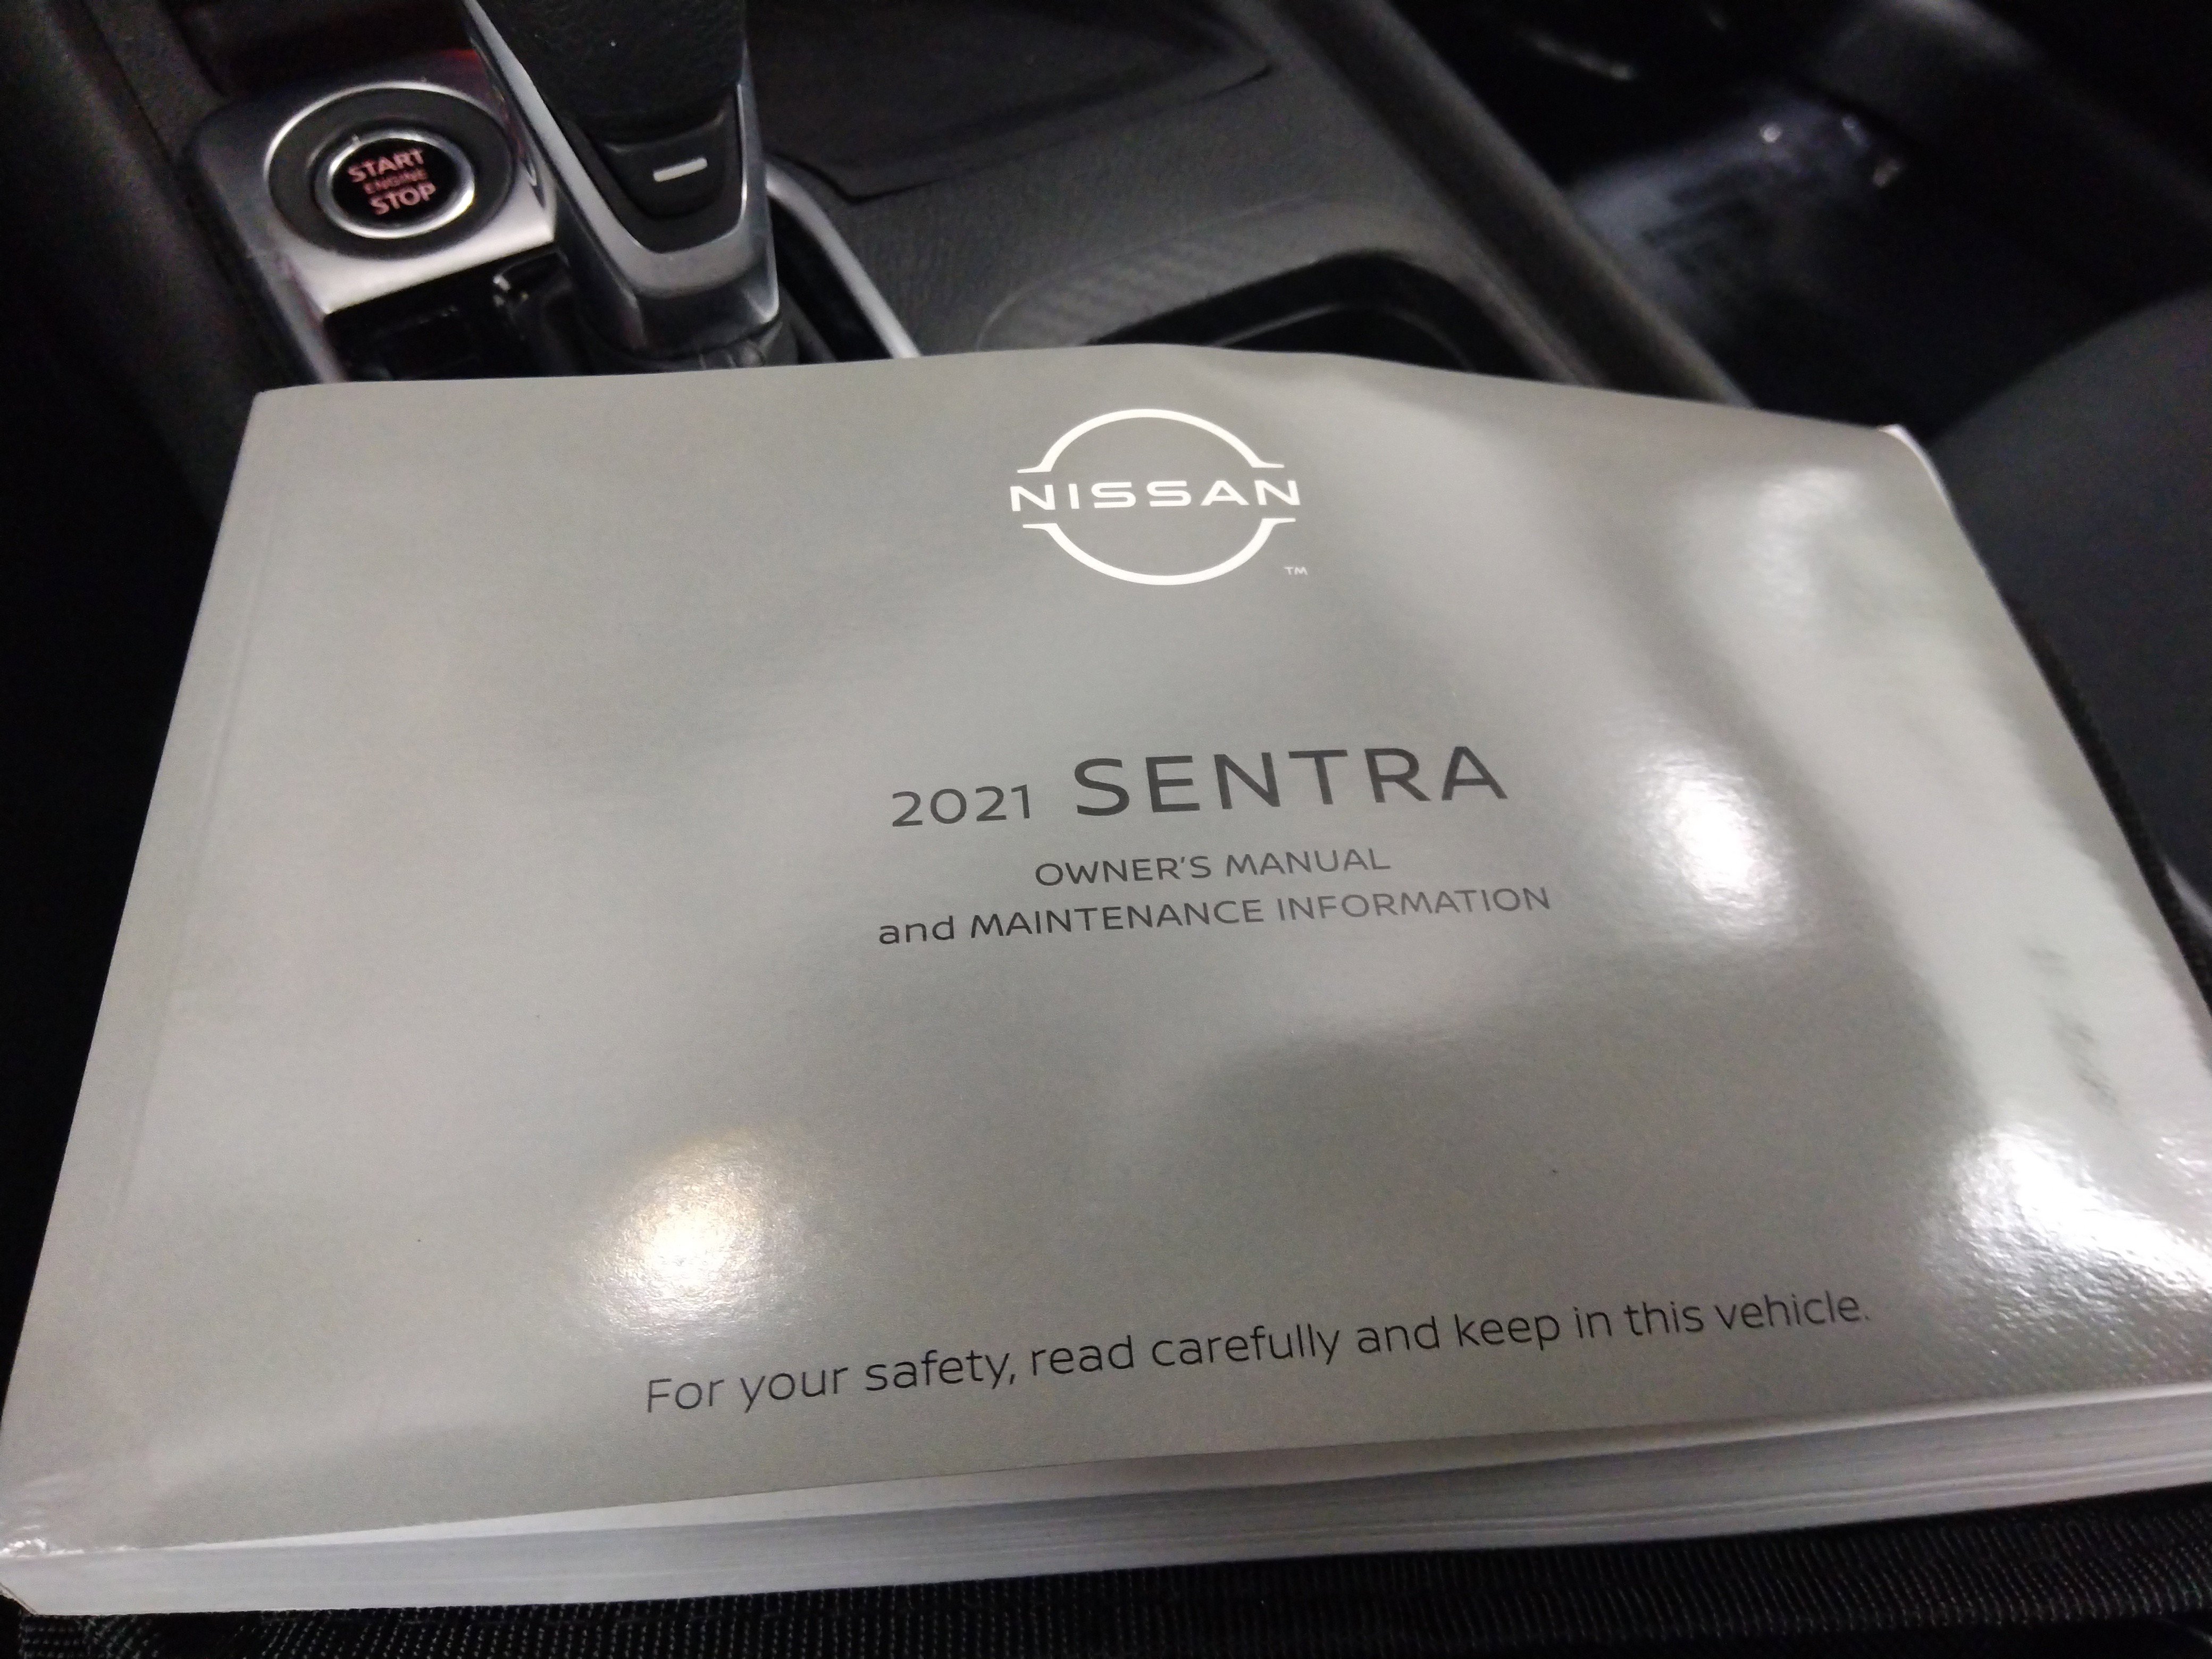 START
ENGINE
STOP
NISSAN
TM
2021 SENTRA
OWNER'S MANUAL
and MAINTENANCE INFORMATION
For your safety, read carefully and keep in this vehicle.